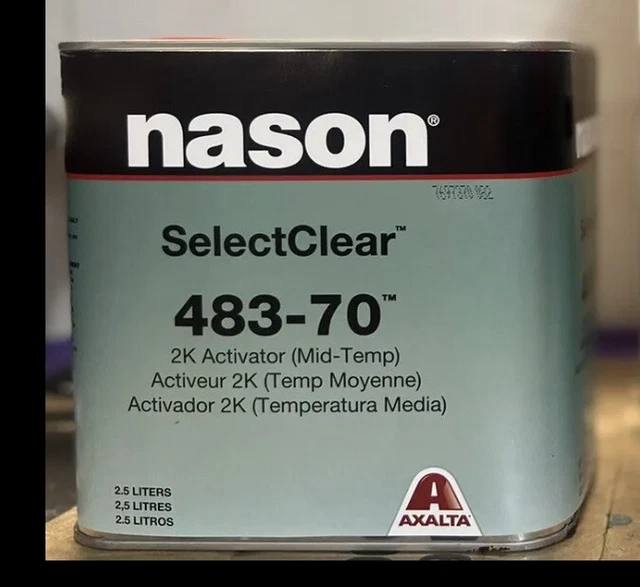 nason®
SelectClear™
483-70™
2K Activator (Mid-Temp)
Activeur 2K (Temp Moyenne)
Activador 2K (Temperatura Media)
2.5 LITERS
2,5 LITRES
2.5 LITROS
AXALTA